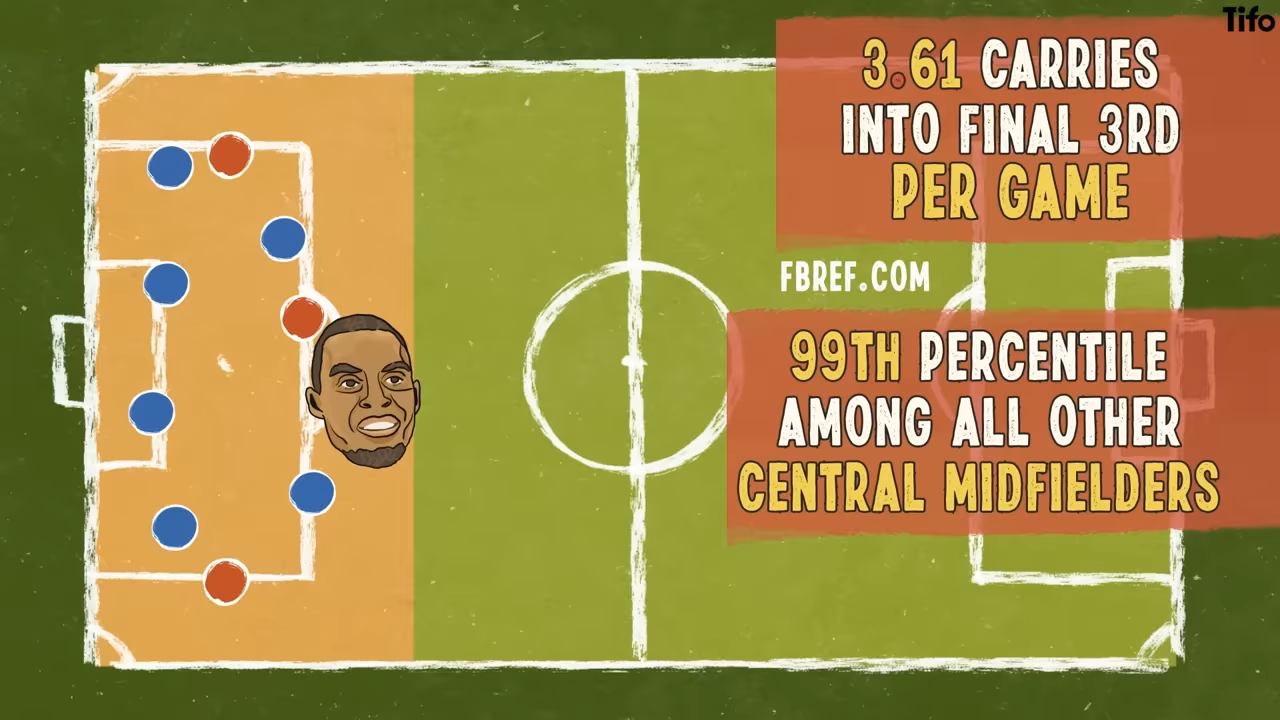 Tifo
3.61 CARRIES
INTO FINAL 3RD
PER GAME
FBREF.COM
99TH PERCENTILE
AMONG ALL OTHER
CENTRAL MIDFIELDERS